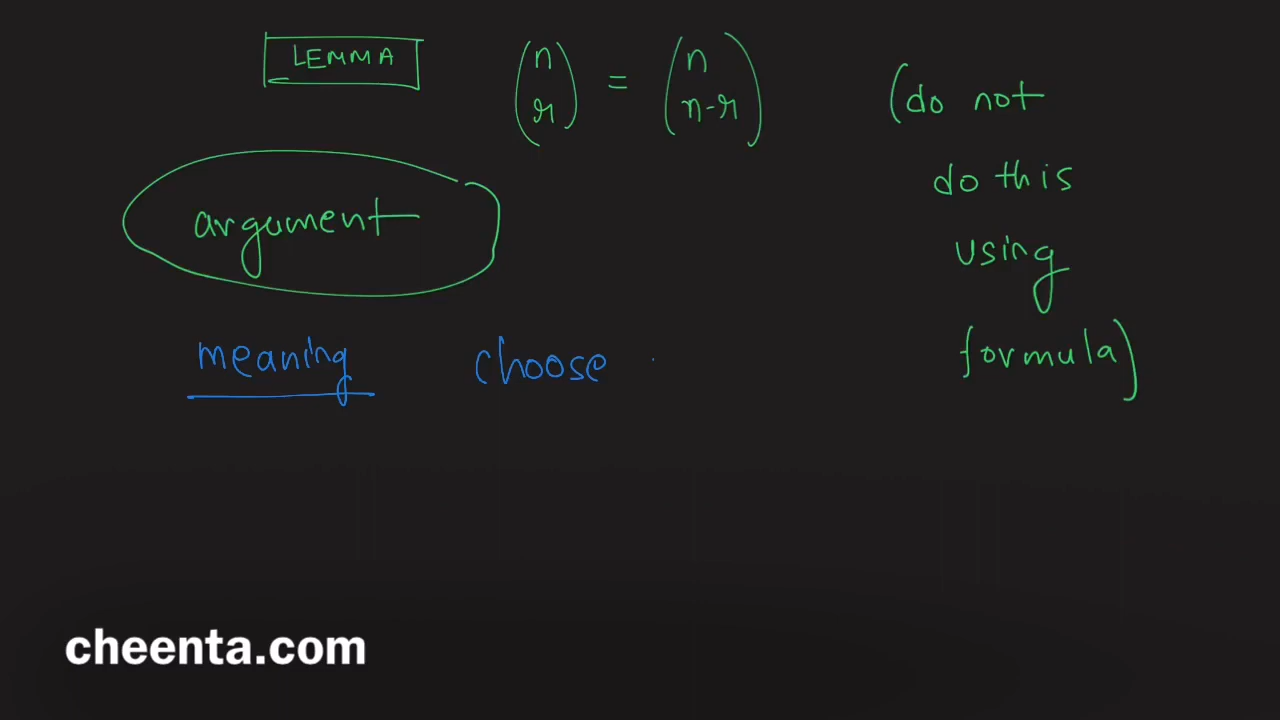 LEMMA (n r) = (n n-r) (do not
do this
argument
using
meaning choose formula)
cheenta.com